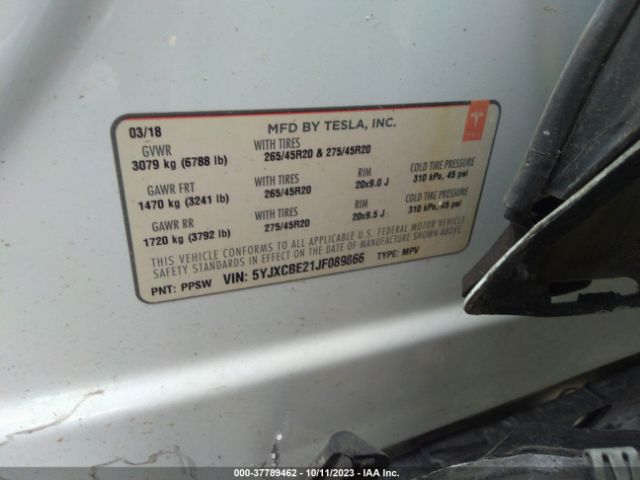 03/18 MFD BY TESLA, INC.
GVWR WITH TIRES
3079 kg (6788 lb) 265/45R20 & 275/45R20
GAWR FRT WITH TIRES RIM COLD TIRE PRESSURE
1470 kg (3241 lb) 265/45R20 20x9.0 J 310 kPa, 45 psi
GAWR RR WITH TIRES RIM COLD TIRE PRESSURE
1720 kg (3792 lb) 275/45R20 20x9.5 J 310 kPa, 45 psi
THIS VEHICLE CONFORMS TO ALL APPLICABLE U.S. FEDERAL MOTOR VEHICLE
SAFETY STANDARDS IN EFFECT ON THE DATE OF MANUFACTURE SHOWN ABOVE.
PNT: PPSW VIN: 5YJXCBE21JF089866 TYPE: MPV
000-37789462 - 10/11/2023 - IAA Inc.